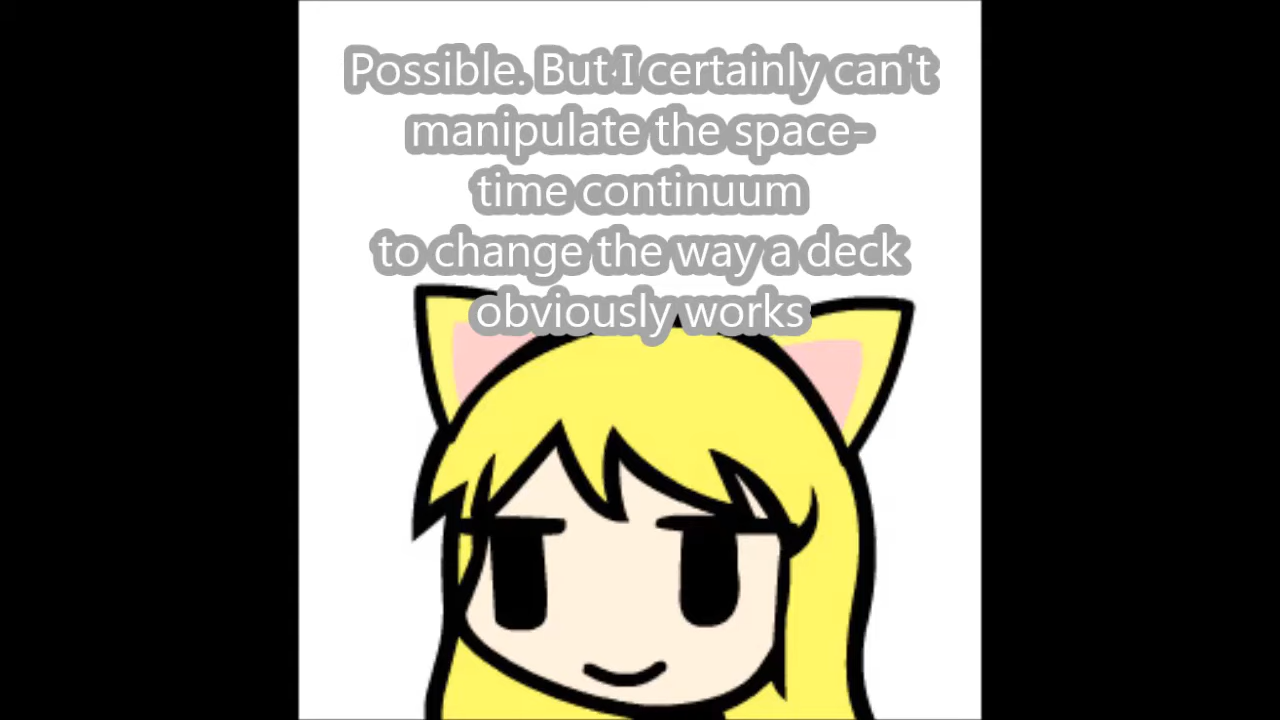 Possible. But I certainly can't
manipulate the space-
time continuum
to change the way a deck
obviously works